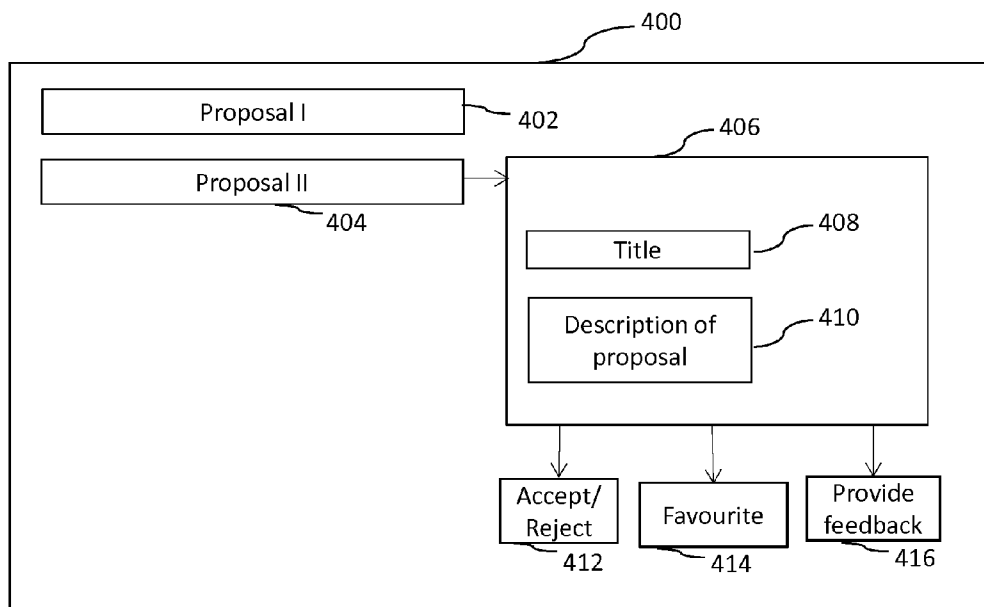 400
Proposal I
402
406
Proposal II
404
Title
408
Description of
proposal
410
Accept/
Reject
412
Favourite
414
Provide
feedback
416